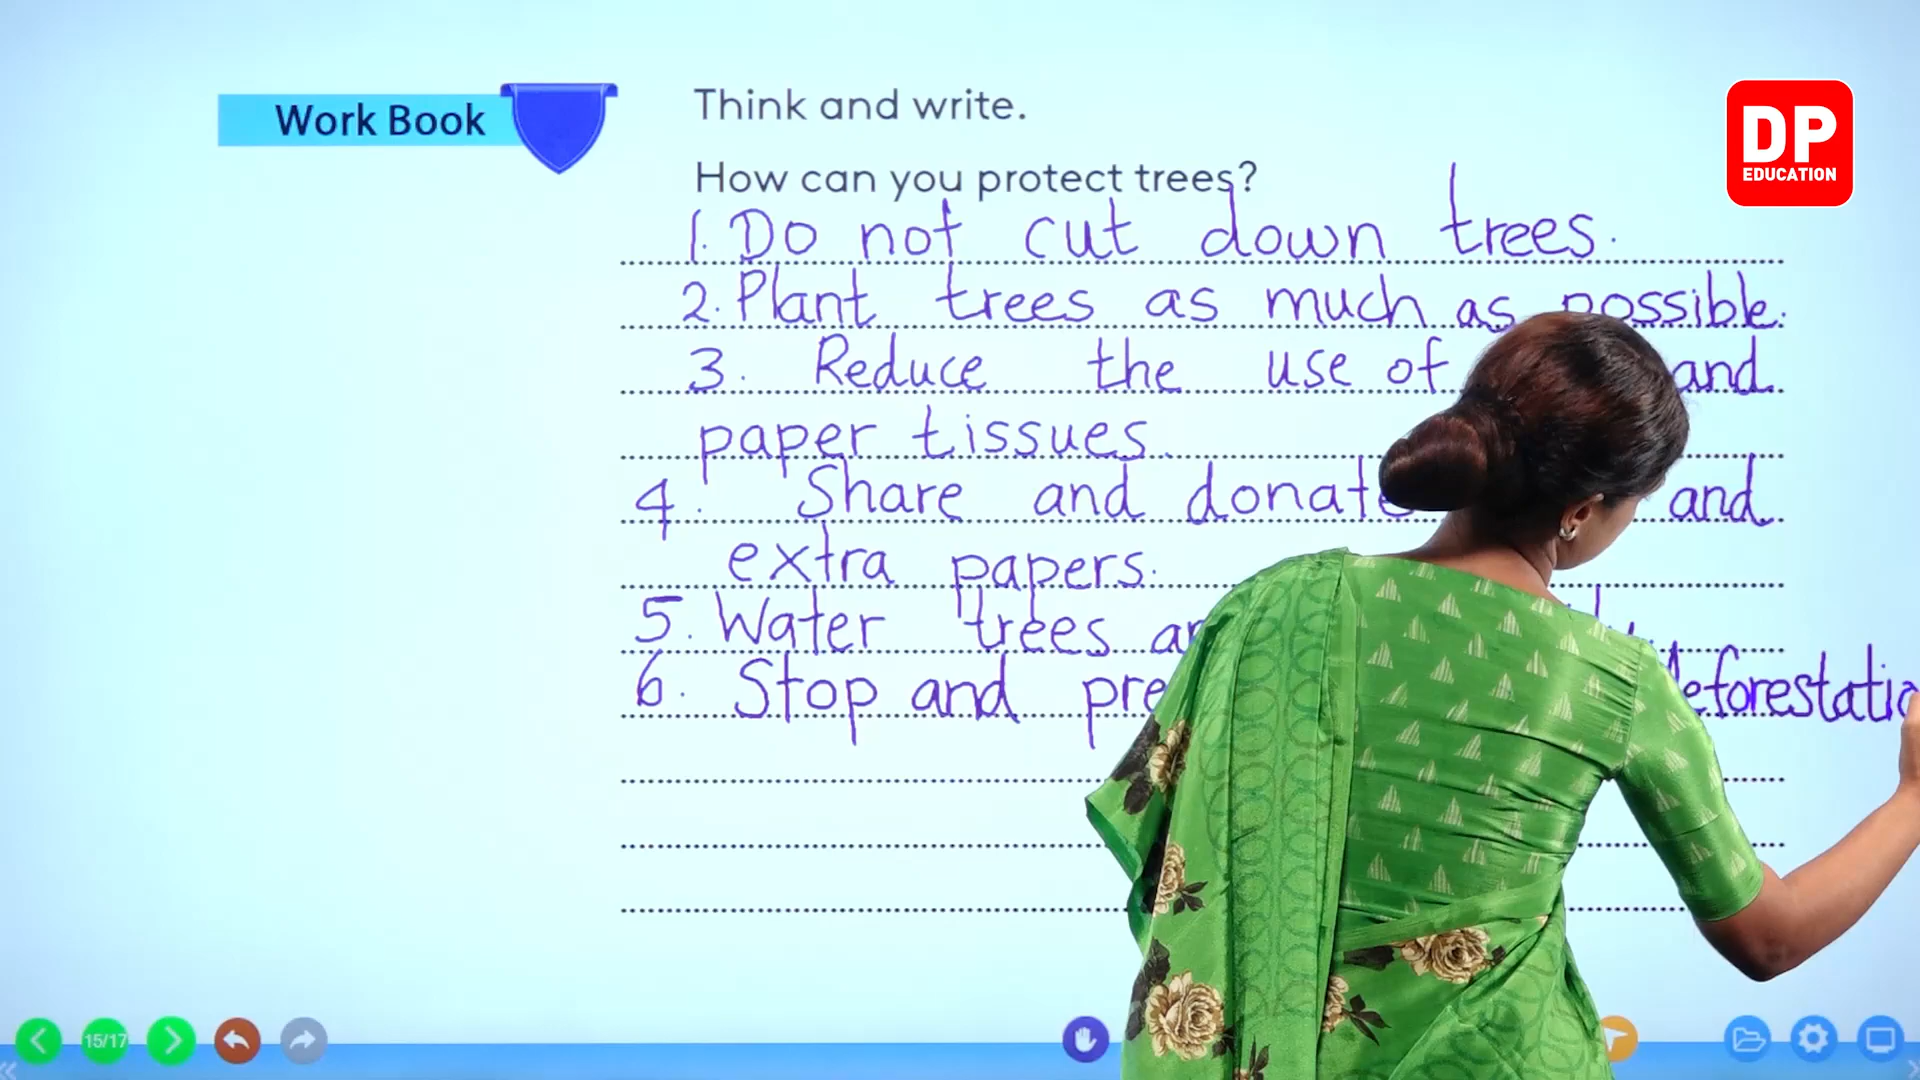 Work Book
Think and write.
DP
EDUCATION
How can you protect trees?
1. Do not cut down trees.
2. Plant trees as much as possible.
3. Reduce the use of and
paper tissues.
4. Share and donate and
extra papers.
5. Water trees
6. Stop and
15/17